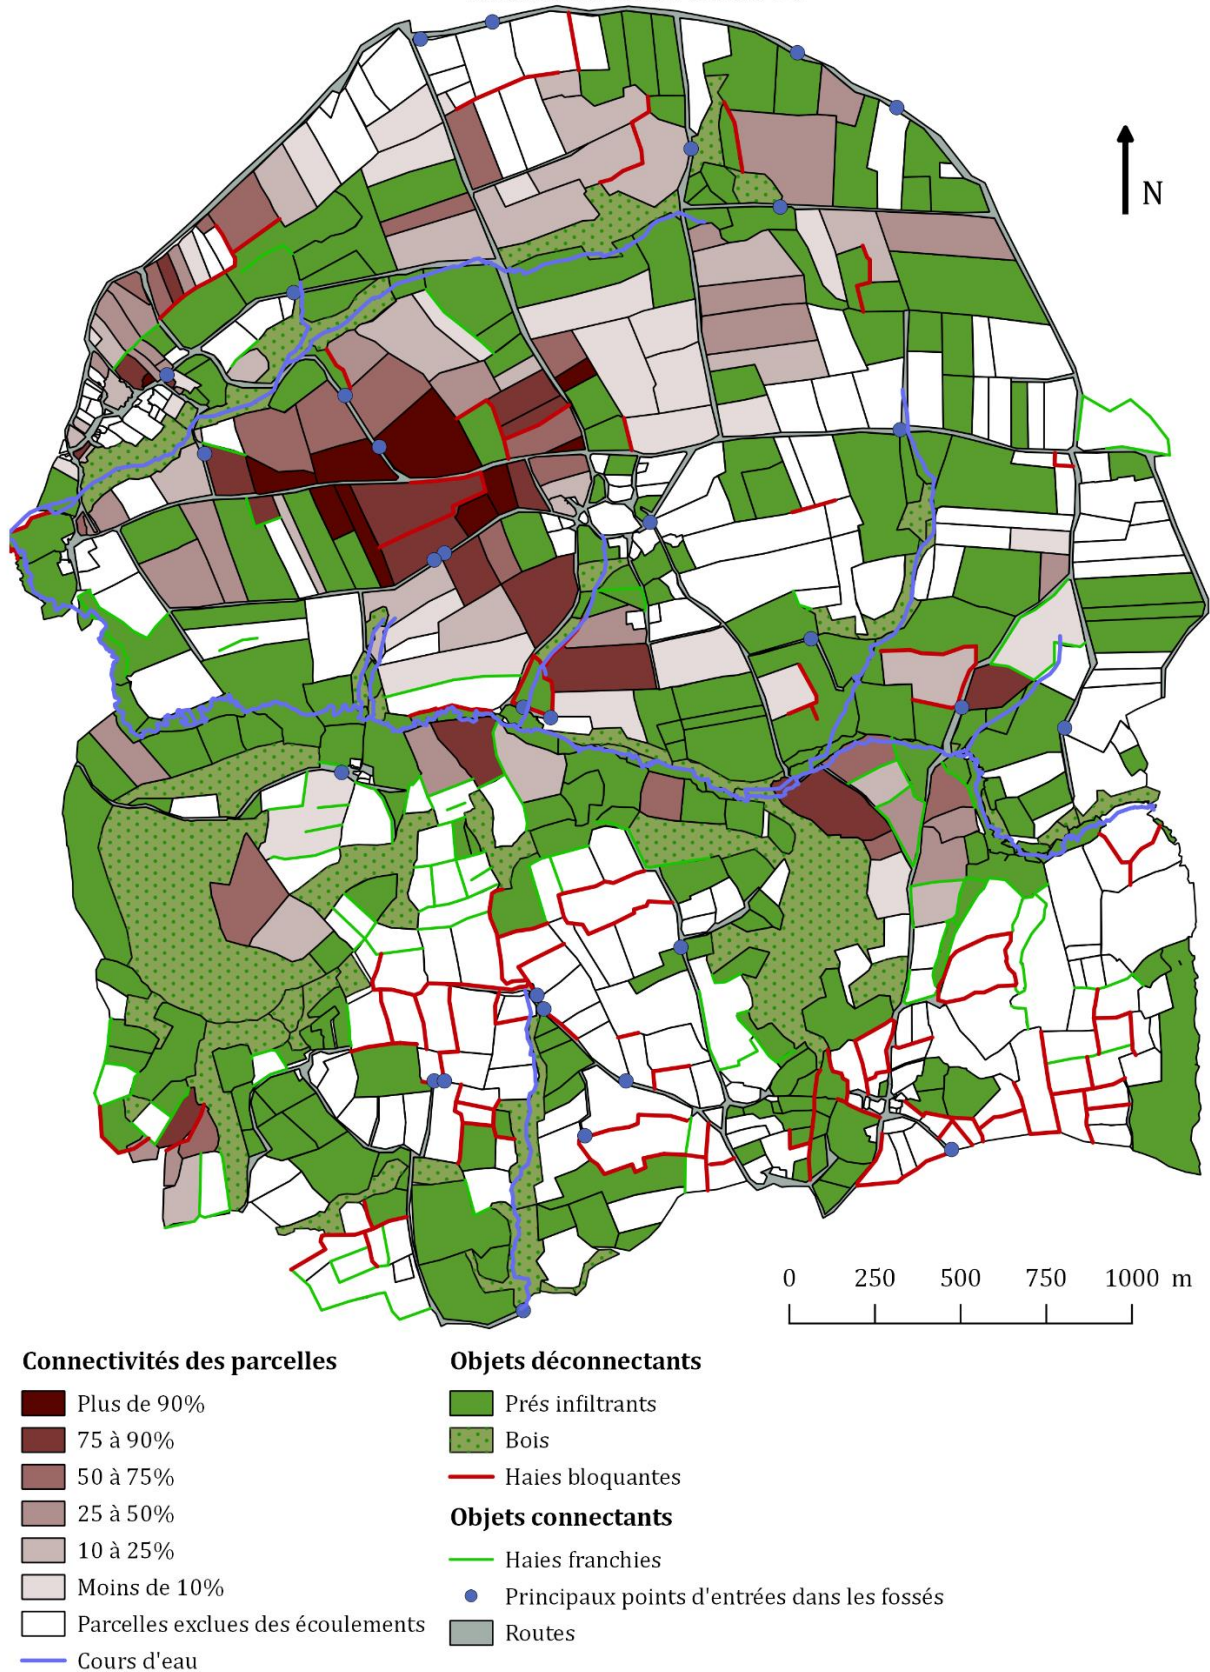 N
0 250 500 750 1000 m
Connectivités des parcelles
Plus de 90%
75 à 90%
50 à 75%
25 à 50%
10 à 25%
Moins de 10%
Parcelles exclues des écoulements
Cours d'eau
Objets déconnectants
Prés infiltrants
Bois
Haies bloquantes
Objets connectants
Haies franchies
Principaux points d'entrées dans les fossés
Routes